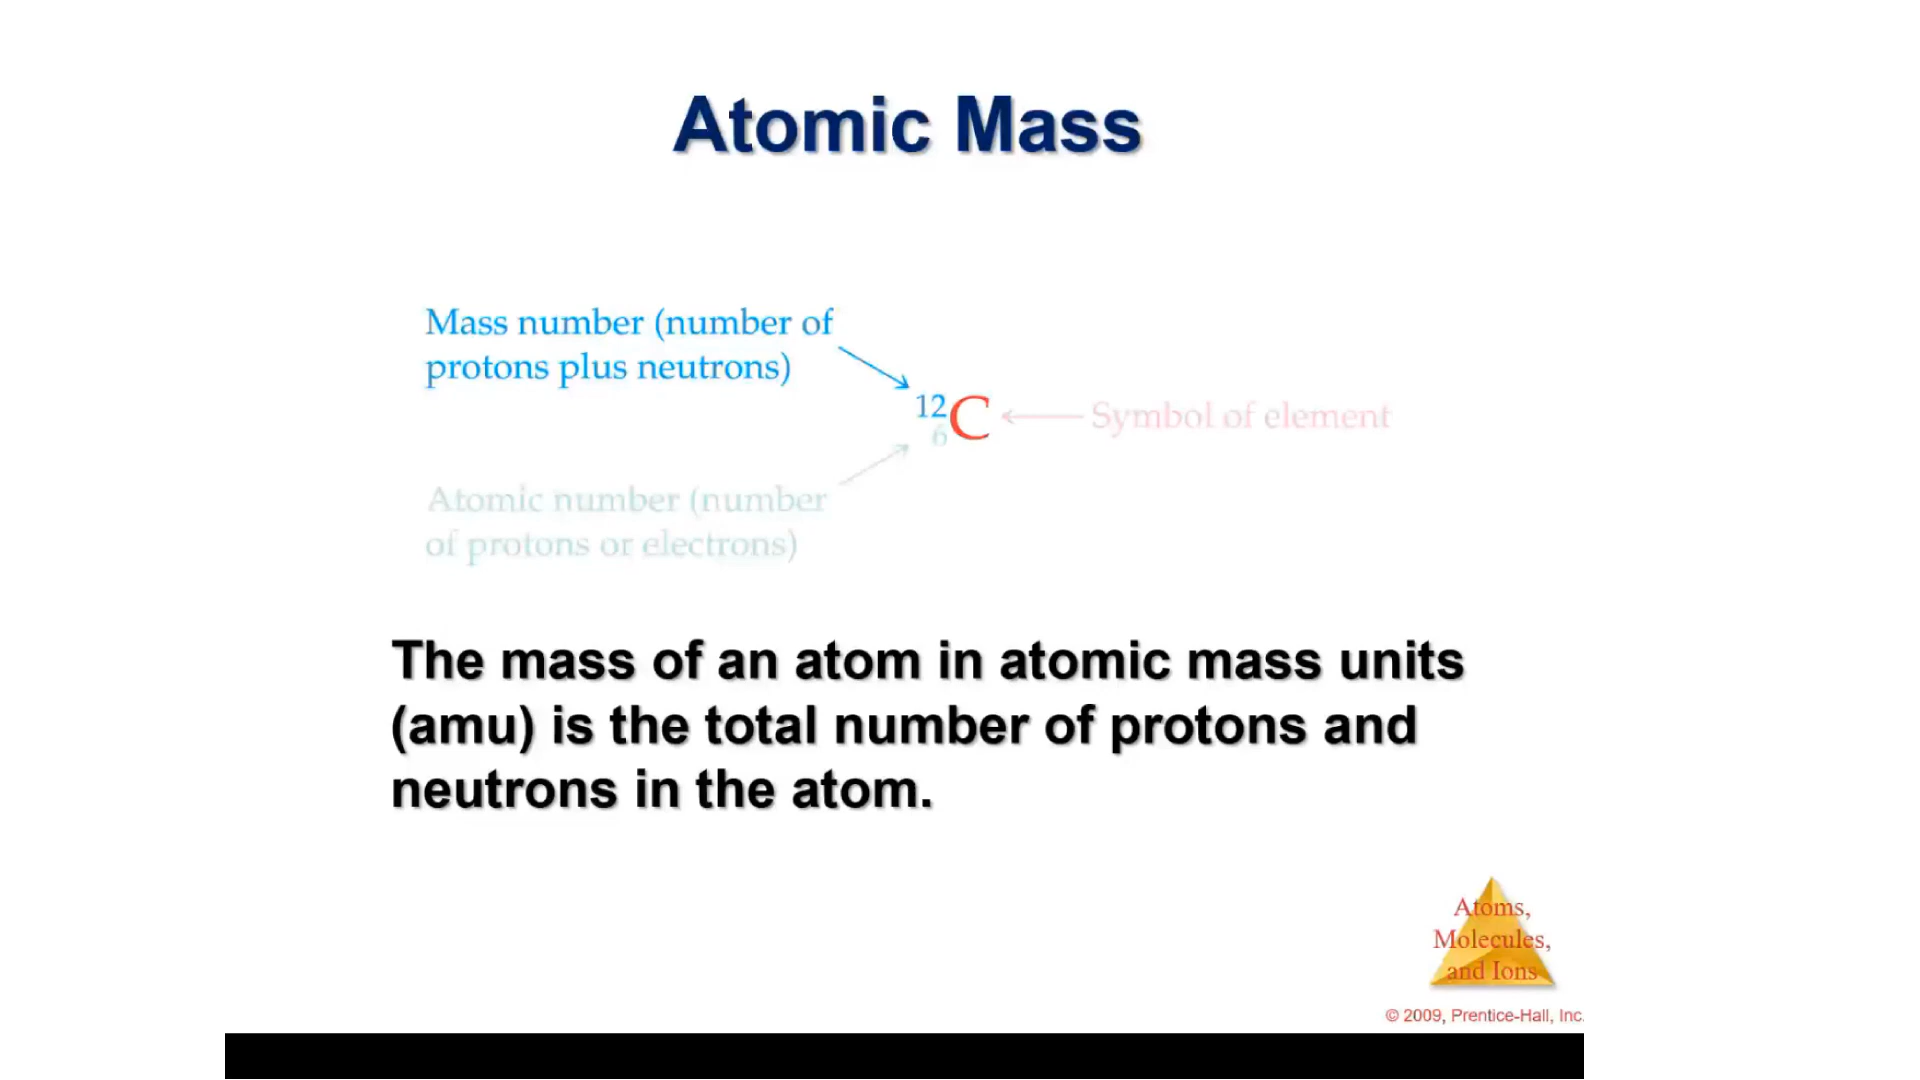 Atomic Mass
Mass number (number of
protons plus neutrons)
12
6
C
Symbol of element
Atomic number (number
of protons or electrons)
The mass of an atom in atomic mass units
(amu) is the total number of protons and
neutrons in the atom.
Atoms,
Molecules,
and Ions
© 2009, Prentice-Hall, Inc.